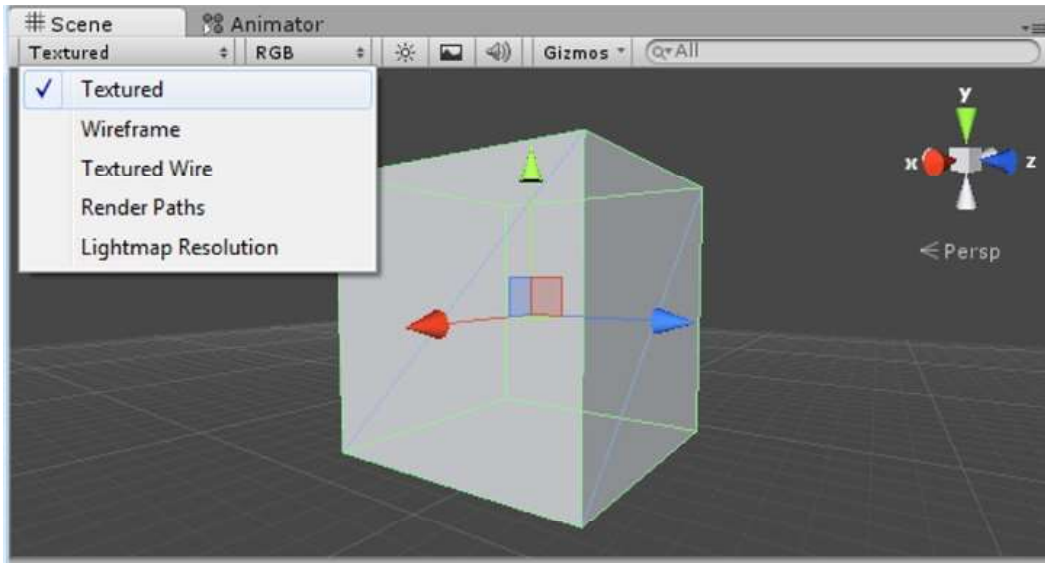 Scene Animator
Textured RGB Gizmos All
Textured
Wireframe
Textured Wire
Render Paths
Lightmap Resolution
y
x z
Persp